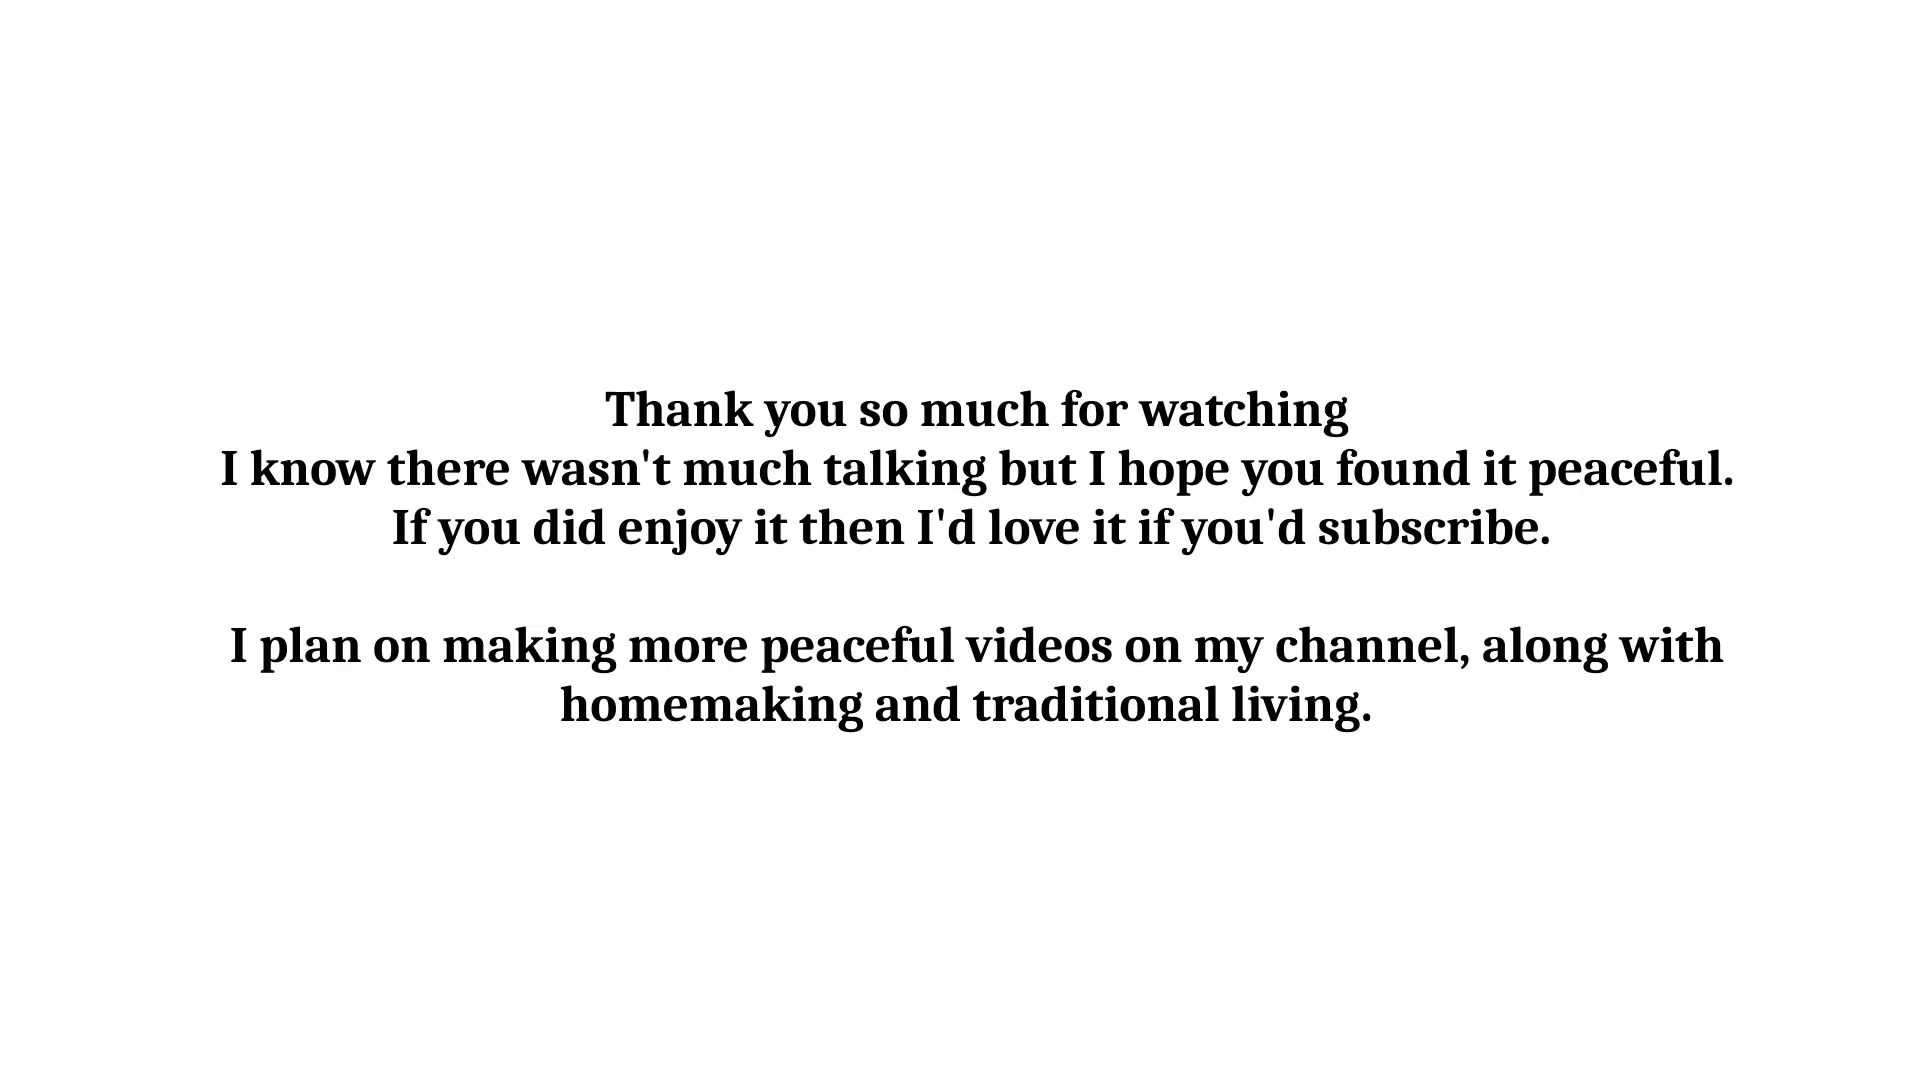 Thank you so much for watching
I know there wasn't much talking but I hope you found it peaceful.
If you did enjoy it then I'd love it if you'd subscribe.
I plan on making more peaceful videos on my channel, along with
homemaking and traditional living.